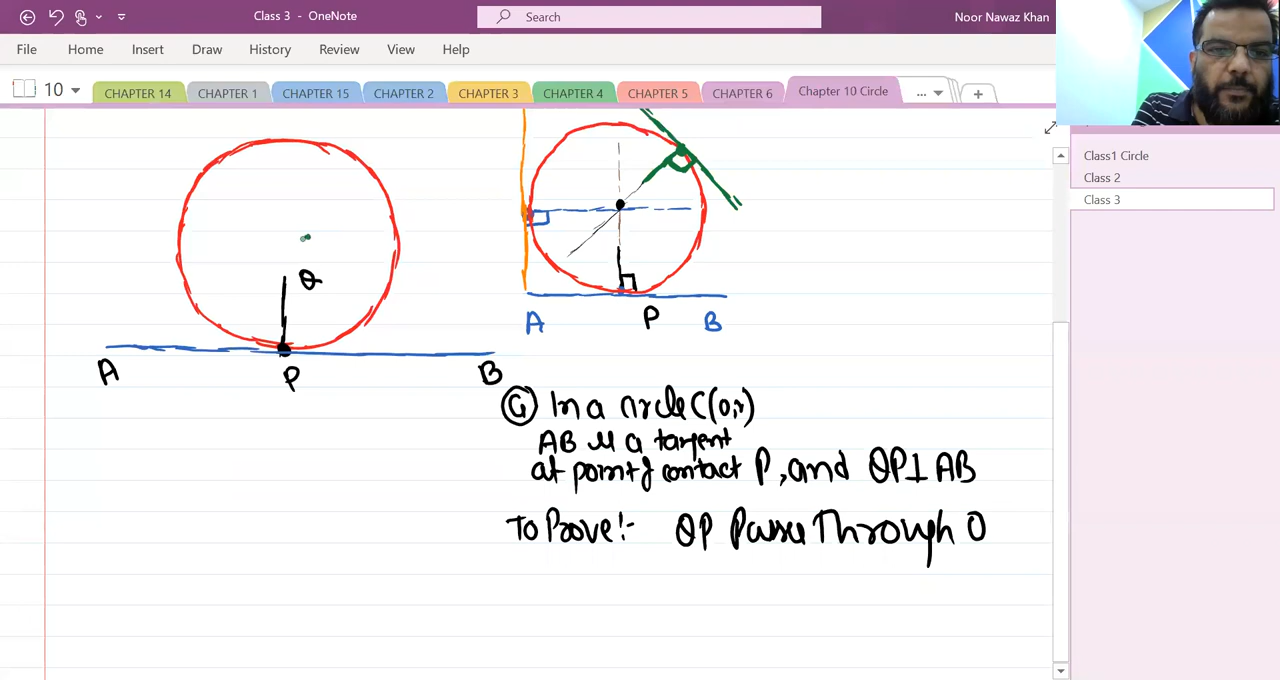 Class 3 - OneNote
Search
Noor Nawaz Khan
File Home Insert Draw History Review View Help
10 CHAPTER 14 CHAPTER 1 CHAPTER 15 CHAPTER 2 CHAPTER 3 CHAPTER 4 CHAPTER 5 CHAPTER 6 Chapter 10 Circle ... +
Class1 Circle
Class 2
Class 3
Q
A P B
A P B
G In a circle C(O,r)
AB is a tangent
at point of contact P, and QP⊥AB
To Prove:- QP Passes Through O